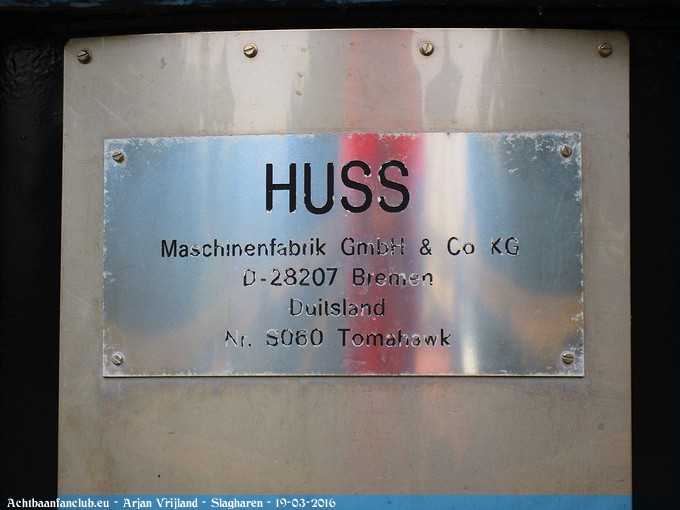 HUSS
Maschinenfabrik GmbH & Co KG
D-28207 Bremen
Duitsland
Nr. S060 Tomahawk
Achtbaanfanclub.eu - Arjan Vrijland - Slagharen - 19-03-2016